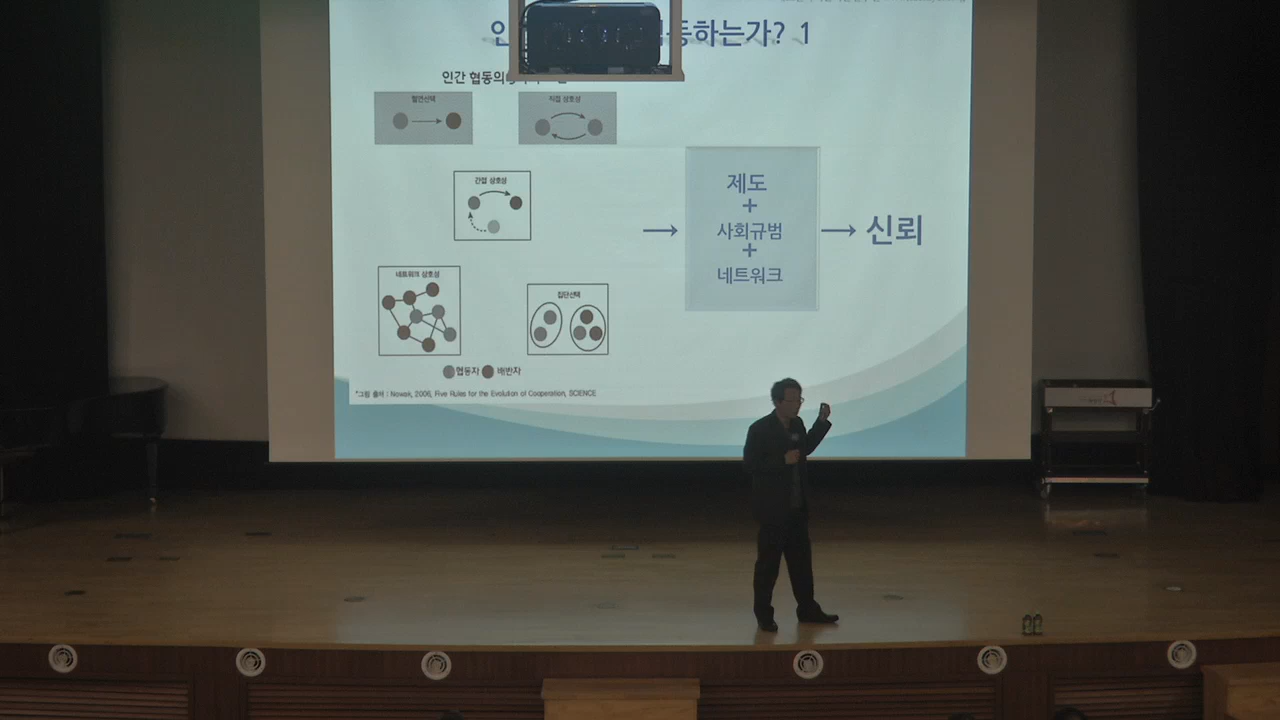 인 동하는가? 1
인간 협동의
혈연선택
직접 상호성
간접 상호성
네트워크 상호성
집단선택
협동자 배반자
*그림 출처 : Nowak, 2006, Five Rules for the Evolution of Cooperation, SCIENCE
제도
+
사회규범
+
네트워크
→ 신뢰